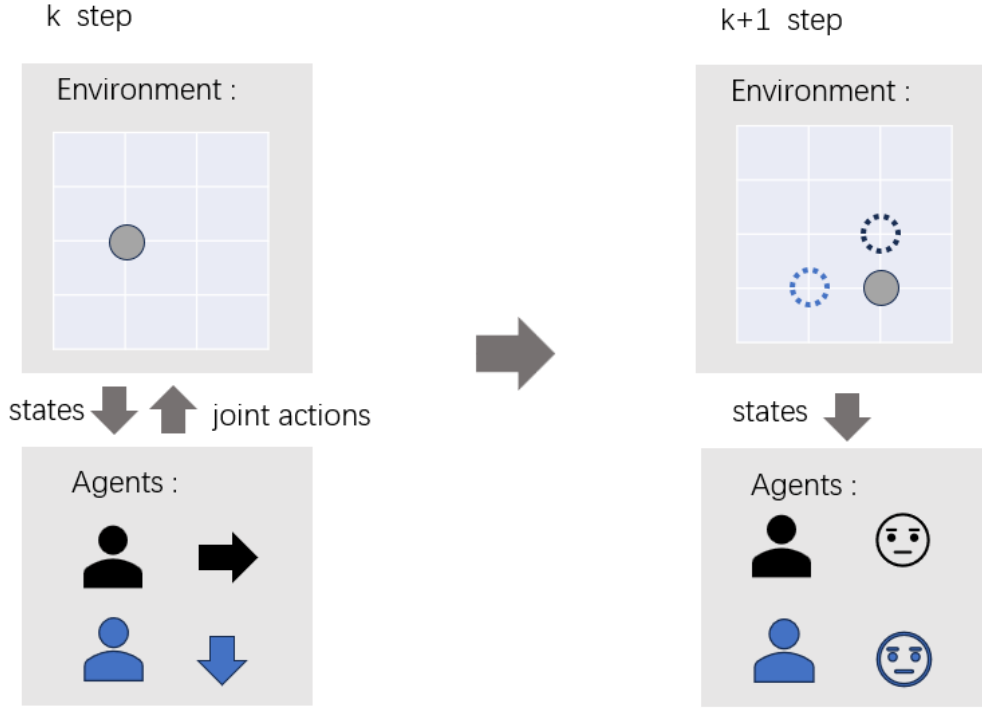 k step
k+1 step
Environment :
Environment :
states
joint actions
states
Agents :
Agents :